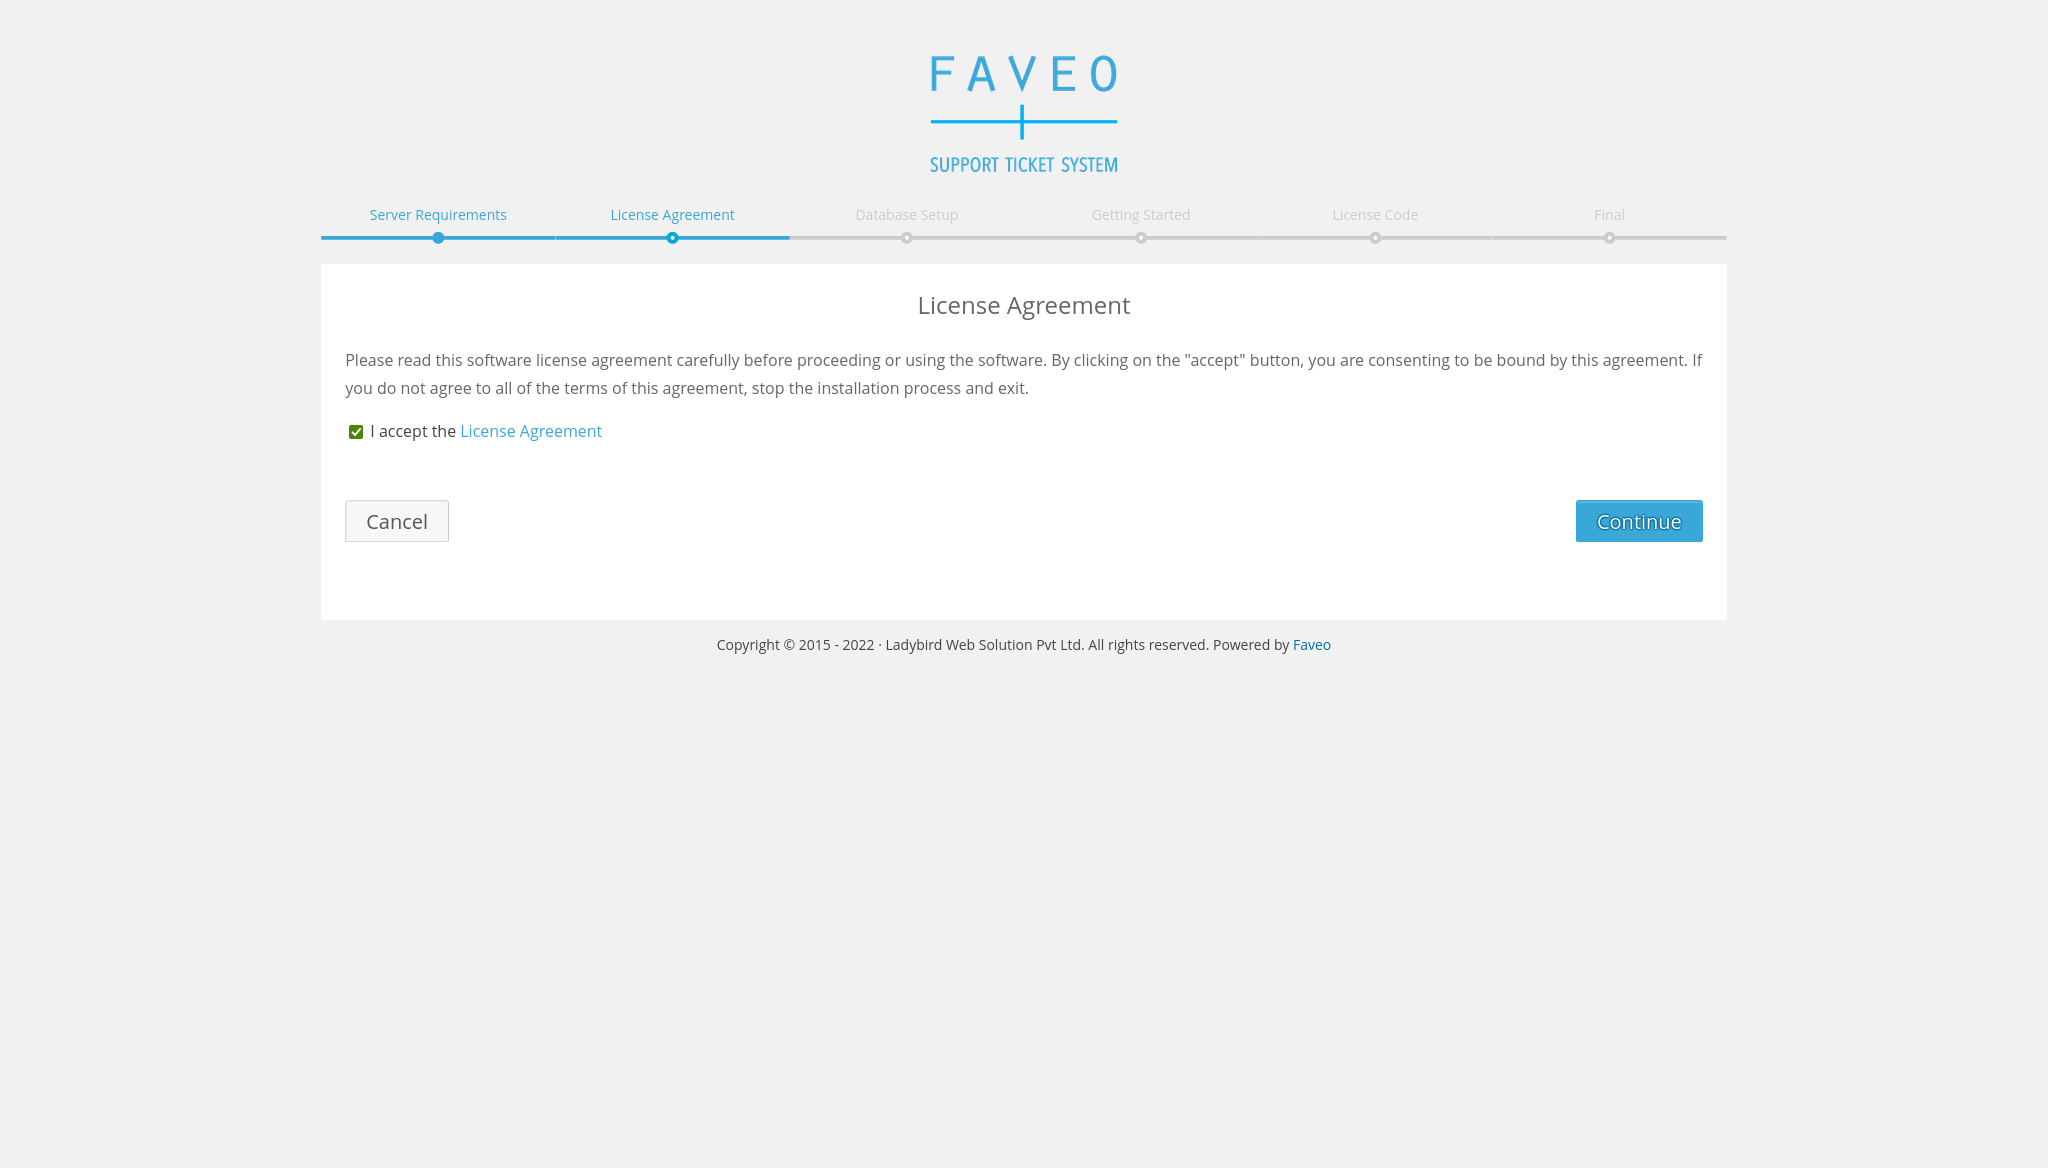 FAVEO
SUPPORT TICKET SYSTEM
Server Requirements
License Agreement
Database Setup
Getting Started
License Code
Final
License Agreement
Please read this software license agreement carefully before proceeding or using the software. By clicking on the "accept" button, you are consenting to be bound by this agreement. If
you do not agree to all of the terms of this agreement, stop the installation process and exit.
I accept the License Agreement
Cancel
Continue
Copyright © 2015 - 2022 · Ladybird Web Solution Pvt Ltd. All rights reserved. Powered by Faveo